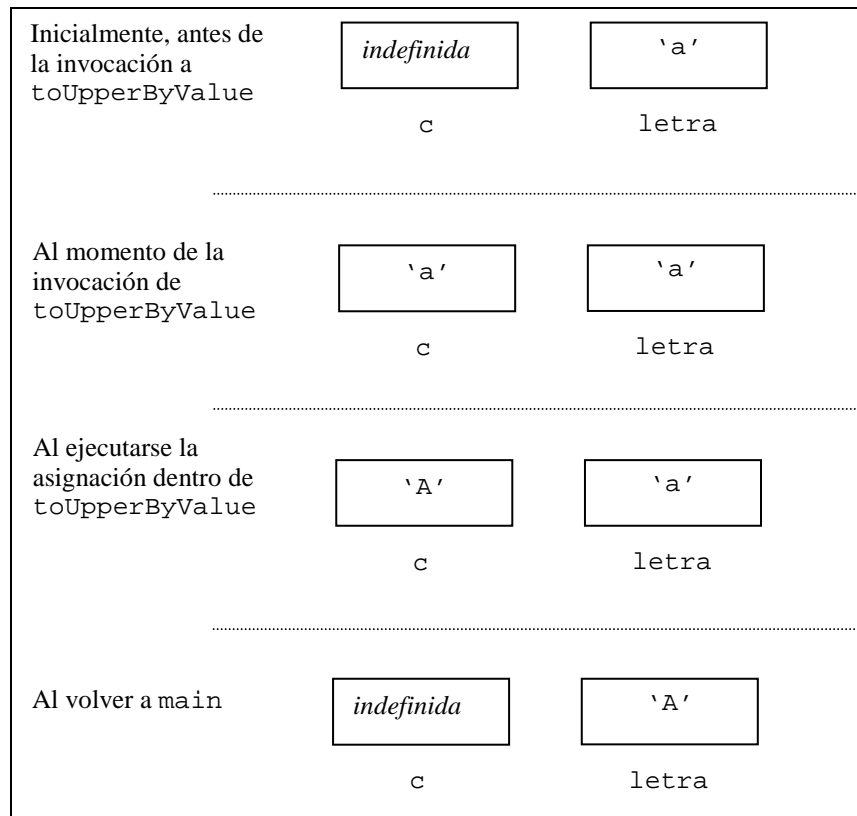 Inicialmente, antes de
la invocación a
toUpperByValue
indefinida
‘a’
c
letra
Al momento de la
invocación de
toUpperByValue
‘a’
‘a’
c
letra
Al ejecutarse la
asignación dentro de
toUpperByValue
‘A’
‘a’
c
letra
Al volver a main
indefinida
‘A’
c
letra